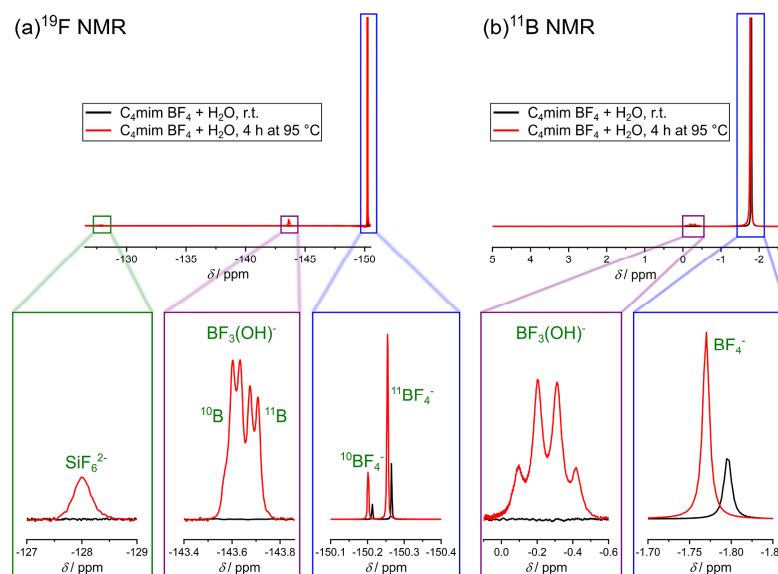 (a)¹⁹F NMR
C₄mim BF₄ + H₂O, r.t.
C₄mim BF₄ + H₂O, 4 h at 95 °C
-130 -135 -140 -145 -150
δ / ppm
SiF₆²⁻
-127 -128 -129
δ / ppm
BF₃(OH)⁻
¹⁰B ¹¹B
-143.4 -143.6 -143.8
δ / ppm
¹¹BF₄⁻
¹⁰BF₄⁻
-150.1 -150.2 -150.3 -150.4
δ / ppm
(b)¹¹B NMR
C₄mim BF₄ + H₂O, r.t.
C₄mim BF₄ + H₂O, 4 h at 95 °C
5 4 3 2 1 0 -1 -2
δ / ppm
BF₃(OH)⁻
0.0 -0.2 -0.4 -0.6
δ / ppm
BF₄⁻
-1.70 -1.76 -1.80
δ / ppm